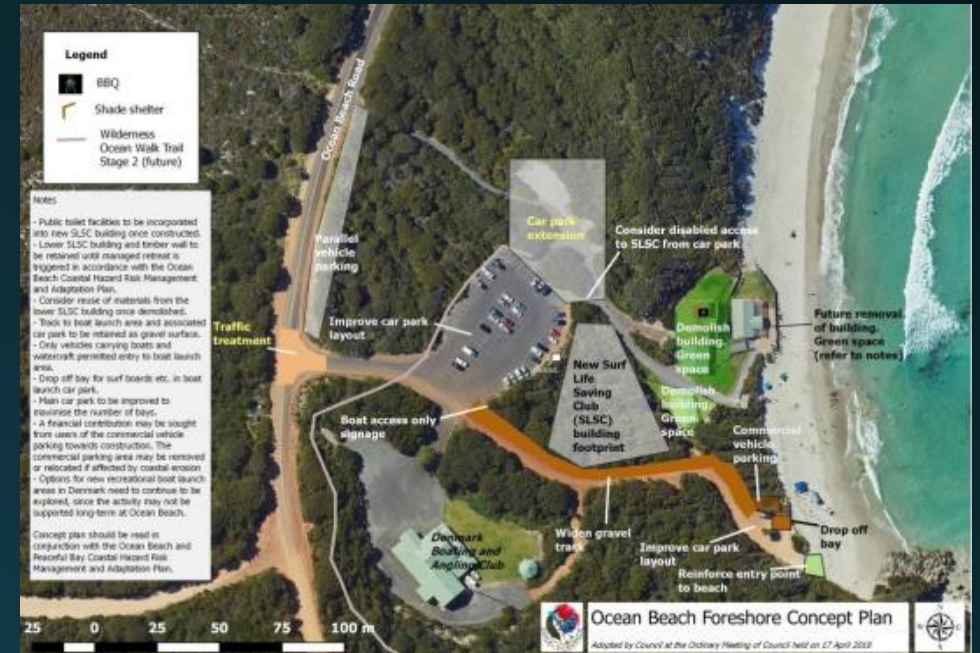 Legend
BBQ
Shade shelter
Wilderness
Ocean Walk Trail
Stage 2 (future)
Notes
- Public toilet facilities to be incorporated
into new SLSC building once constructed.
- Lower SLSC building and timber wall to
be retained until managed retreat is
triggered in accordance with the Ocean
Beach Coastal Hazard Risk Management
and Adaptation Plan.
- Consider reuse of materials from the
lower SLSC building once demolished.
- Track to boat launch area and associated
car park to be retained as gravel surface.
- Only vehicles carrying boats and
watercraft permitted entry to boat launch
area.
- Drop off bay for surf boards etc. in boat
launch car park.
- Main car park to be improved to
maximise the number of bays.
- A financial contribution may be sought
from users of the commercial vehicle
parking towards construction. The
commercial parking area may be removed
or relocated if affected by coastal erosion
- Options for new recreational boat launch
areas in Denmark need to continue to be
explored, since the activity may not be
supported long-term at Ocean Beach.
Concept plan should be read in
conjunction with the Ocean Beach and
Peaceful Bay Coastal Hazard Risk
Management and Adaptation Plan.
Ocean Beach Road
Parallel
vehicle
parking
Traffic
treatment
Improve car park
layout
Car park
extension
Consider disabled access
to SLSC from car park
Demolish
building.
Green
space
Demolish
building.
Green
space
Future removal
of building.
Green space
(refer to notes)
New Surf
Life
Saving
Club
(SLSC)
building
footprint
Boat access only
signage
Commercial
vehicle
parking
Widen gravel
track
Denmark
Boating and
Angling Club
Drop off
bay
Improve car park
layout
Reinforce entry point
to beach
25 0 25 50 75 100 m
Ocean Beach Foreshore Concept Plan
Adopted by Council at the Ordinary Meeting of Council held on 17 April 2018